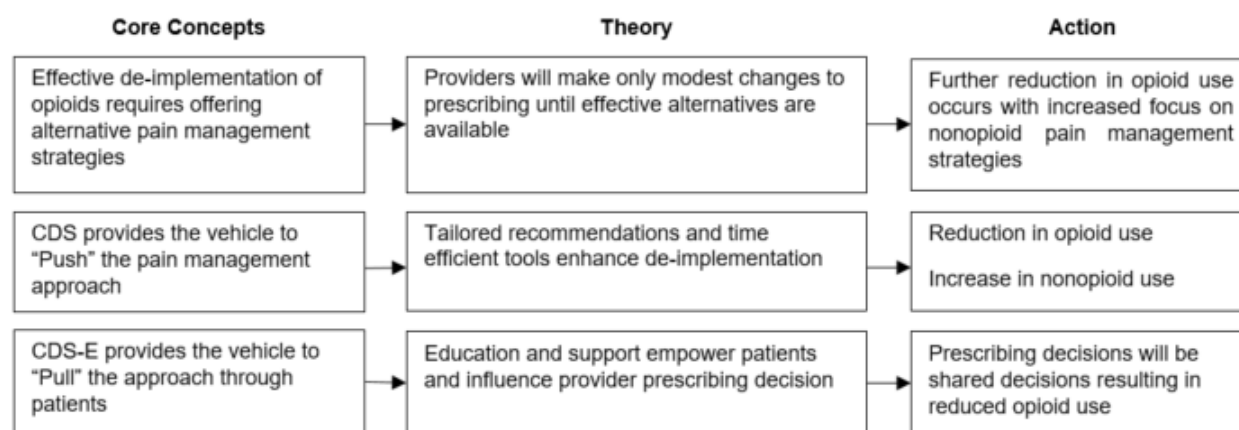 Core Concepts
Theory
Action
Effective de-implementation of
opioids requires offering
alternative pain management
strategies
Providers will make only modest changes to
prescribing until effective alternatives are
available
Further reduction in opioid use
occurs with increased focus on
nonopioid pain management
strategies
CDS provides the vehicle to
“Push” the pain management
approach
Tailored recommendations and time
efficient tools enhance de-implementation
Reduction in opioid use
Increase in nonopioid use
CDS-E provides the vehicle to
“Pull” the approach through
patients
Education and support empower patients
and influence provider prescribing decision
Prescribing decisions will be
shared decisions resulting in
reduced opioid use